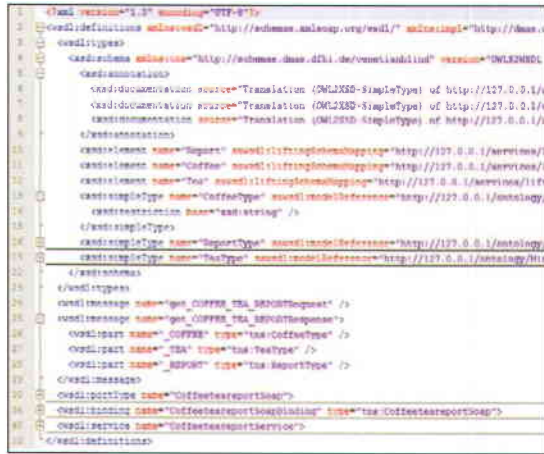 <?xml version="1.0" encoding="UTF-8"?>
<wsdl:definitions xmlns:wsdl="http://schemas.xmlsoap.org/wsdl/" xmlns:impl="http://dmas.
<wsdl:types>
<xsd:schema xmlns:tns="http://schemas.dmas.dfki.de/venetianblind" version="OWLS2WSDL
<xsd:annotation>
<xsd:documentation source="Translation (OWL2XSD-SimpleType) of http://127.0.0.1/
<xsd:documentation source="Translation (OWL2XSD-SimpleType) of http://127.0.0.1/
<xsd:documentation source="Translation (OWL2XSD-SimpleType) of http://127.0.0.1/
</xsd:annotation>
<xsd:element name="Report" sawsdl:liftingSchemaMapping="http://127.0.0.1/services/
<xsd:element name="Coffee" sawsdl:liftingSchemaMapping="http://127.0.0.1/services/
<xsd:element name="Tea" sawsdl:liftingSchemaMapping="http://127.0.0.1/services/lif
<xsd:simpleType name="CoffeeType" sawsdl:modelReference="http://127.0.0.1/ontology/
<xsd:restriction base="xsd:string" />
</xsd:simpleType>
<xsd:simpleType name="ReportType" sawsdl:modelReference="http://127.0.0.1/ontology/
<xsd:simpleType name="TeaType" sawsdl:modelReference="http://127.0.0.1/ontology/
</xsd:schema>
</wsdl:types>
<wsdl:message name="get_COFFEE_TEA_REPORTRequest" />
<wsdl:message name="get_COFFEE_TEA_REPORTResponse">
<wsdl:part name="_COFFEE" type="tns:CoffeeType" />
<wsdl:part name="_TEA" type="tns:TeaType" />
<wsdl:part name="_REPORT" type="tns:ReportType" />
</wsdl:message>
<wsdl:portType name="CoffeeteareportSoap">
<wsdl:binding name="CoffeeteareportSoapBinding" type="tns:CoffeeteareportSoap">
<wsdl:service name="CoffeeteareportService">
</wsdl:definitions>